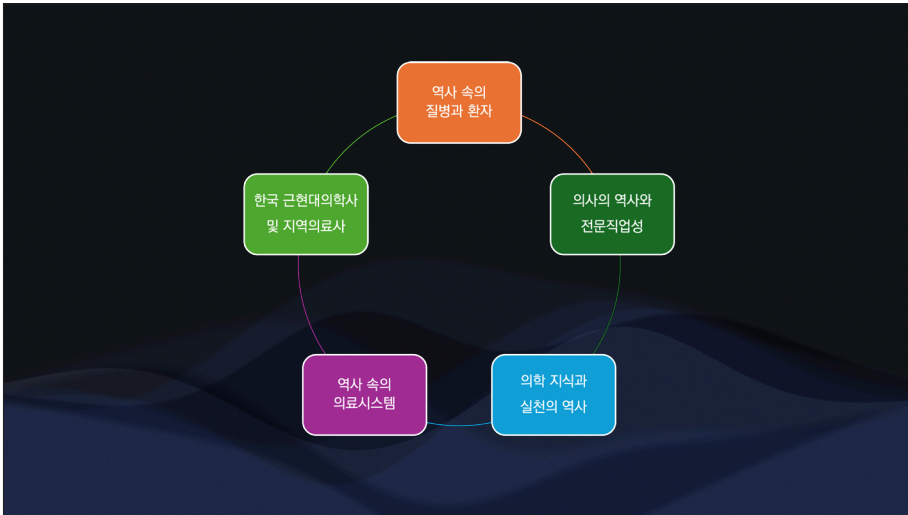 역사 속의
질병과 환자
한국 근현대의학사
및 지역의료사
의사의 역사와
전문직업성
역사 속의
의료시스템
의학 지식과
실천의 역사